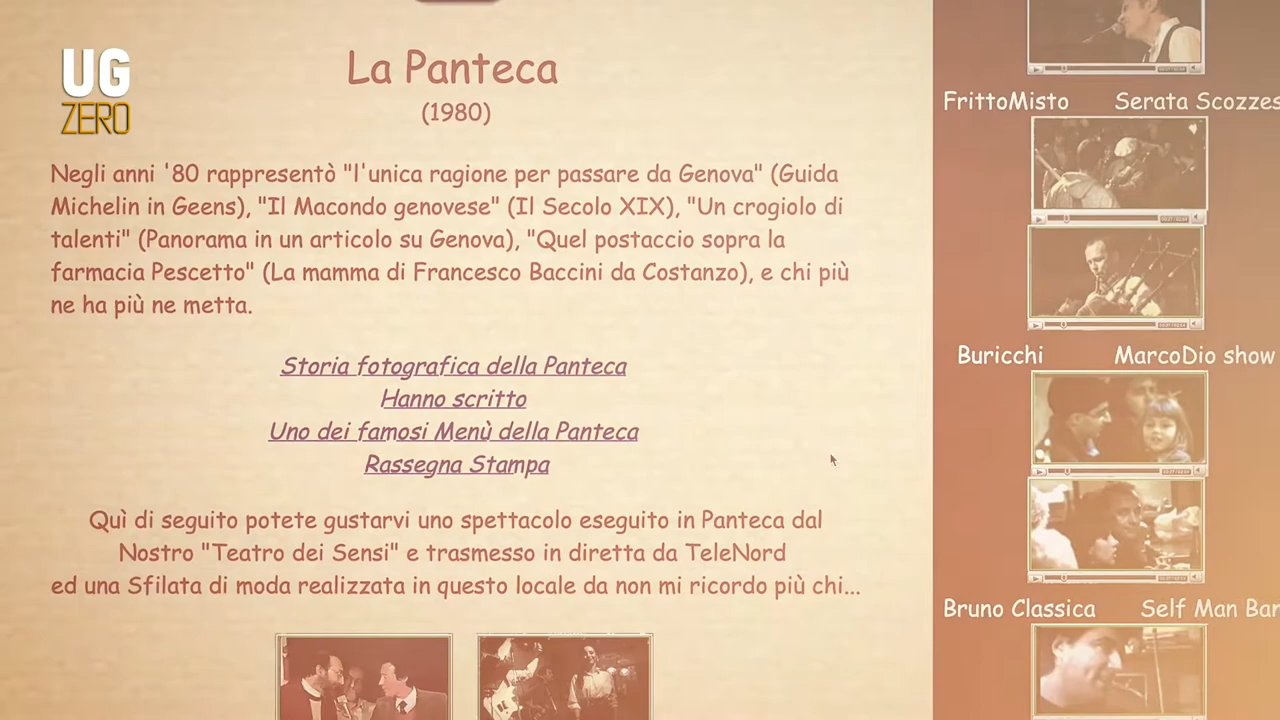 UG
ZERO
La Panteca
(1980)
Negli anni '80 rappresentò "l'unica ragione per passare da Genova" (Guida
Michelin in Geens), "Il Macondo genovese" (Il Secolo XIX), "Un crogiolo di
talenti" (Panorama in un articolo su Genova), "Quel postaccio sopra la
farmacia Pescetto" (La mamma di Francesco Baccini da Costanzo), e chi più
ne ha più ne metta.
Storia fotografica della Panteca
Hanno scritto
Uno dei famosi Menù della Panteca
Rassegna Stampa
Quì di seguito potete gustarvi uno spettacolo eseguito in Panteca dal
Nostro "Teatro dei Sensi" e trasmesso in diretta da TeleNord
ed una Sfilata di moda realizzata in questo locale da non mi ricordo più chi...
FrittoMisto Serata Scozzes
Buricchi MarcoDio show
Bruno Classica Self Man Ban